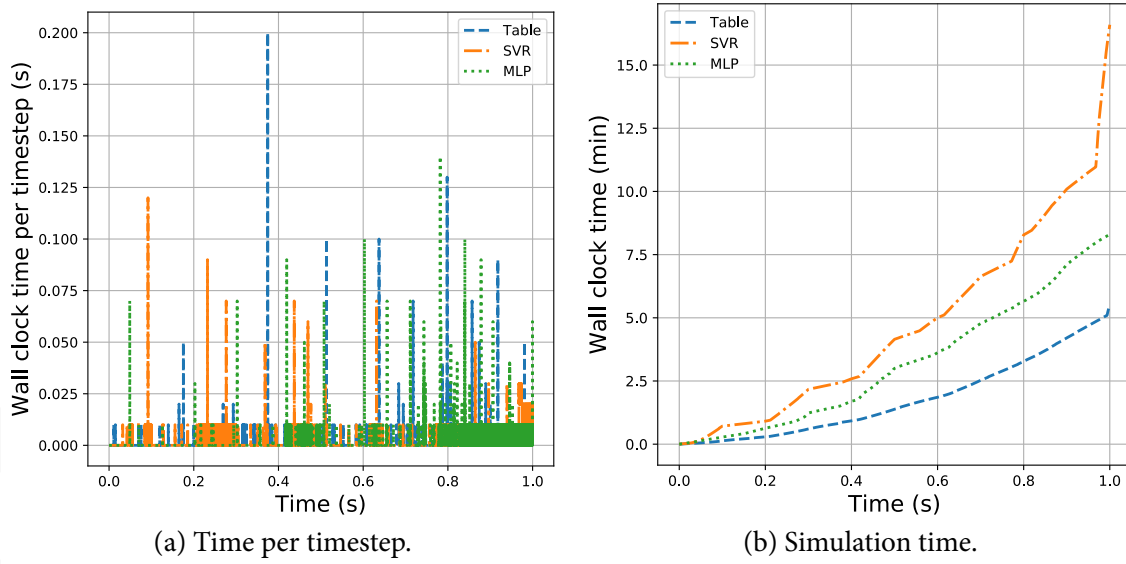 Wall clock time per timestep (s)
0.200
0.175
0.150
0.125
0.100
0.075
0.050
0.025
0.000
Table
SVR
MLP
0.0 0.2 0.4 0.6 0.8 1.0
Time (s)
(a) Time per timestep.
Wall clock time (min)
15.0
12.5
10.0
7.5
5.0
2.5
0.0
Table
SVR
MLP
0.0 0.2 0.4 0.6 0.8 1.0
Time (s)
(b) Simulation time.